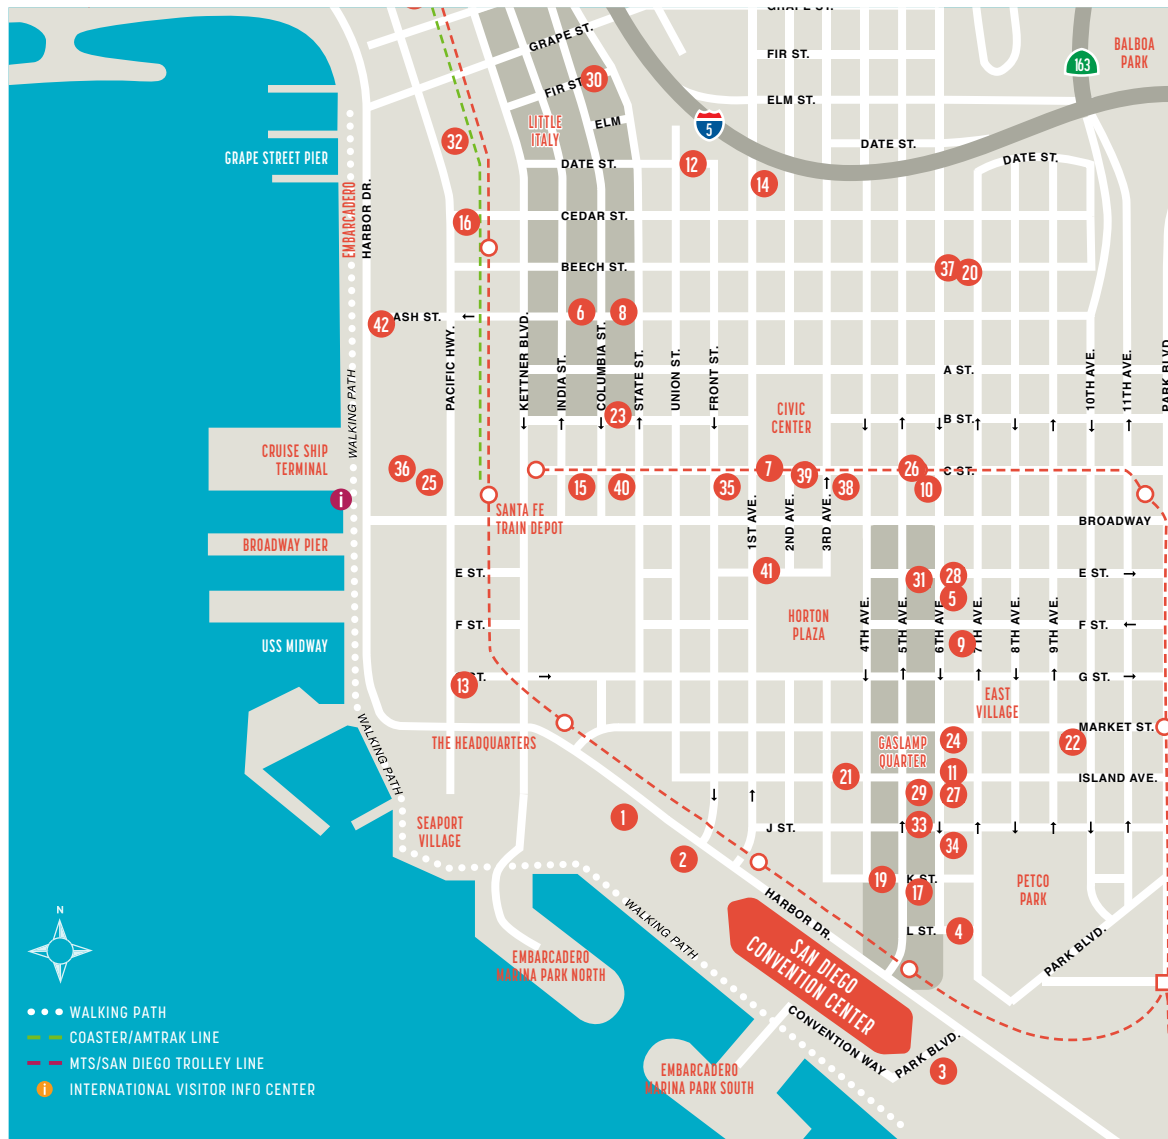 GRAPE ST.
GRAPE ST.
FIR ST.
163
BALBOA
PARK
FIR ST
30
ELM ST.
ELM
LITTLE
ITALY
5
32
GRAPE STREET PIER
DATE ST.
12
14
DATE ST.
DATE ST.
EMBARCADERO
HARBOR DR.
16
CEDAR ST.
BEECH ST.
37
20
42
ASH ST.
6
8
PACIFIC HWY.
KETTNER BLVD.
INDIA ST.
COLUMBIA ST.
STATE ST.
UNION ST.
FRONT ST.
A ST.
10TH AVE.
11TH AVE.
PARK BLVD.
WALKING PATH
23
CIVIC
CENTER
B ST.
CRUISE SHIP
TERMINAL
36
25
15
40
35
7
39
38
26
10
C ST.
i
SANTA FE
TRAIN DEPOT
1ST AVE.
2ND AVE.
3RD AVE.
BROADWAY
BROADWAY PIER
E ST.
41
31
28
5
E ST.
F ST.
HORTON
PLAZA
4TH AVE.
5TH AVE.
6TH AVE.
7TH AVE.
8TH AVE.
9TH AVE.
F ST.
9
USS MIDWAY
13
ST.
G ST.
EAST
VILLAGE
WALKING PATH
THE HEADQUARTERS
GASLAMP
QUARTER
24
22
MARKET ST.
21
11
ISLAND AVE.
29
27
SEAPORT
VILLAGE
1
J ST.
33
34
2
19
K ST.
17
PETCO
PARK
HARBOR DR.
WALKING PATH
L ST.
4
PARK BLVD.
SAN DIEGO
CONVENTION CENTER
N
EMBARCADERO
MARINA PARK NORTH
CONVENTION WAY
PARK BLVD.
3
EMBARCADERO
MARINA PARK SOUTH
WALKING PATH
COASTER/AMTRAK LINE
MTS/SAN DIEGO TROLLEY LINE
i
INTERNATIONAL VISITOR INFO CENTER